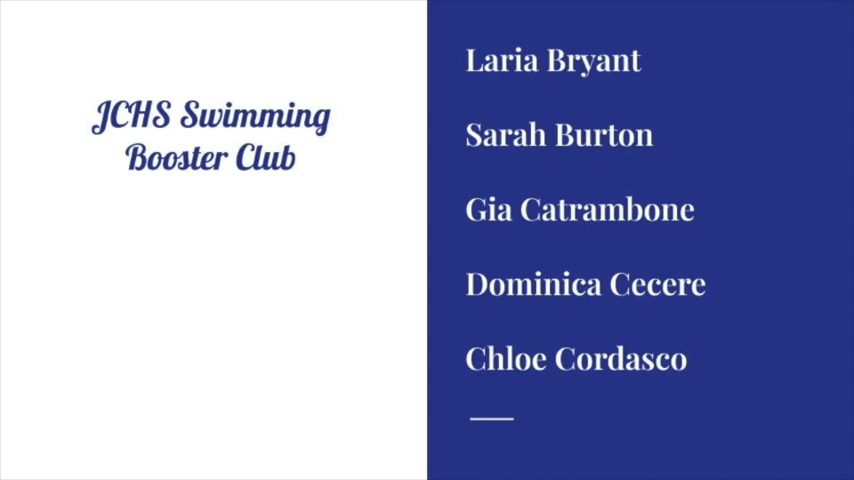 JCHS Swimming
Booster Club
Laria Bryant
Sarah Burton
Gia Catrambone
Dominica Cecere
Chloe Cordasco